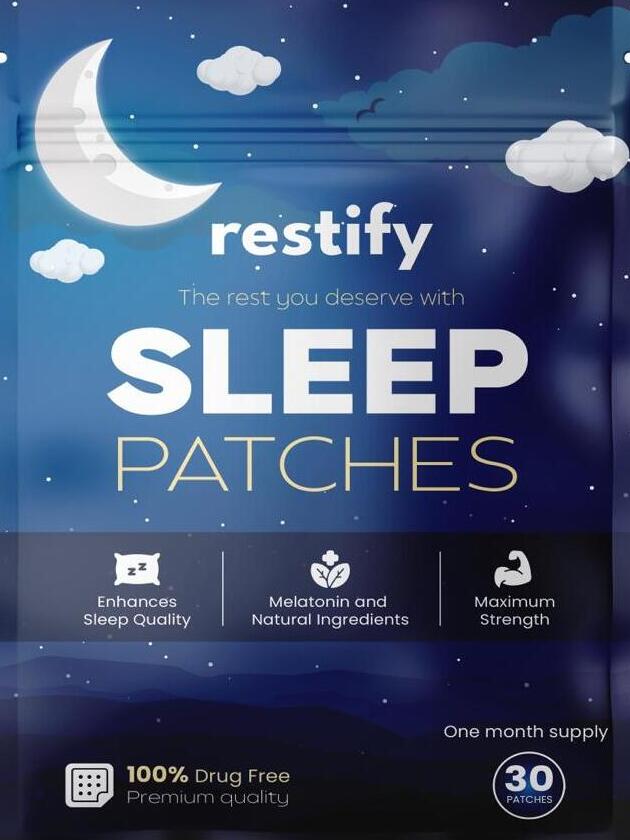 restify
The rest you deserve with
SLEEP
PATCHES
zz
Enhances
Sleep Quality
Melatonin and
Natural Ingredients
Maximum
Strength
One month supply
100% Drug Free
Premium quality
30
PATCHES